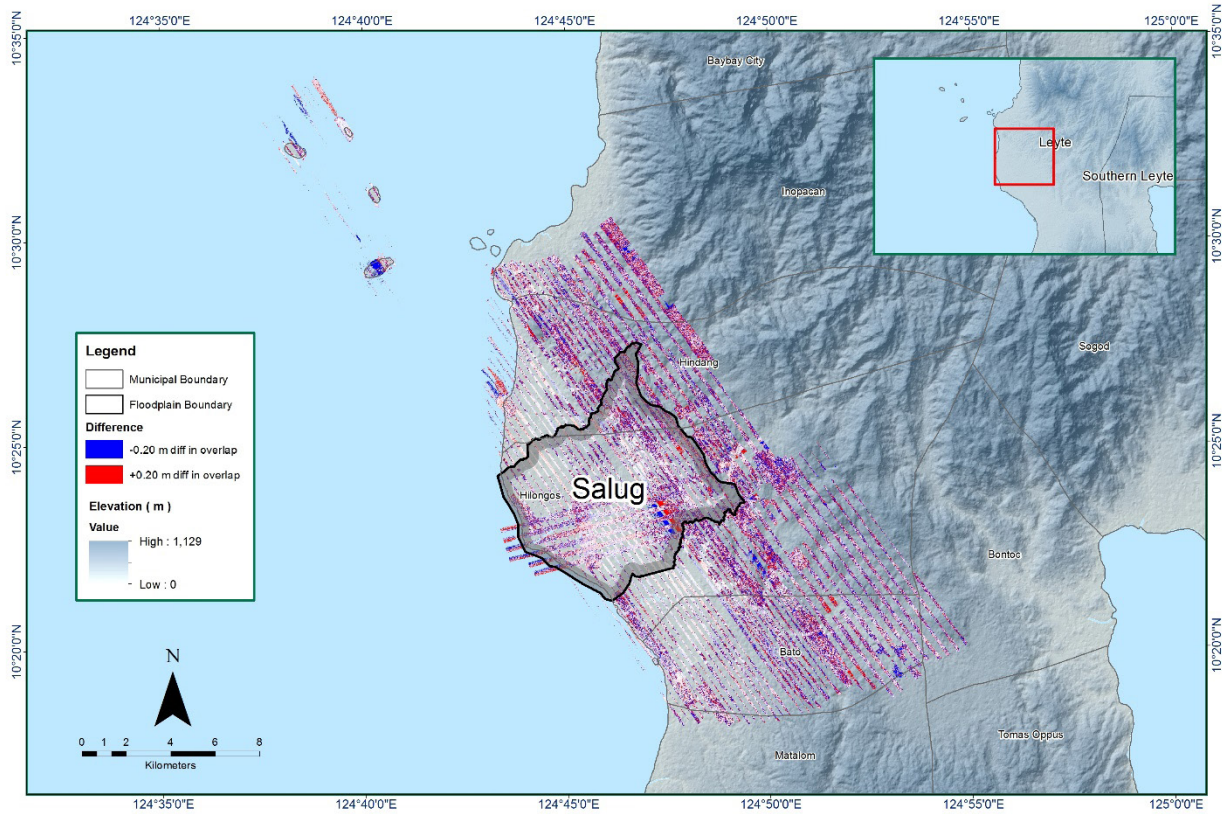 124°35'0"E 124°40'0"E 124°45'0"E 124°50'0"E 124°55'0"E 125°0'0"E
10°35'0"N
10°35'0"N
Baybay City
Leyte
Southern Leyte
Inopacan
10°30'0"N
10°30'0"N
Sogod
Hindang
Legend
Municipal Boundary
Floodplain Boundary
Difference
-0.20 m diff in overlap
+0.20 m diff in overlap
Elevation ( m )
Value
High : 1,129
Low : 0
10°25'0"N
10°25'0"N
Hilongos
Salug
Bontoc
10°20'0"N
10°20'0"N
Bato
N
0 1 2 4 6 8
Kilometers
Tomas Oppus
Matalom
124°35'0"E 124°40'0"E 124°45'0"E 124°50'0"E 124°55'0"E 125°0'0"E